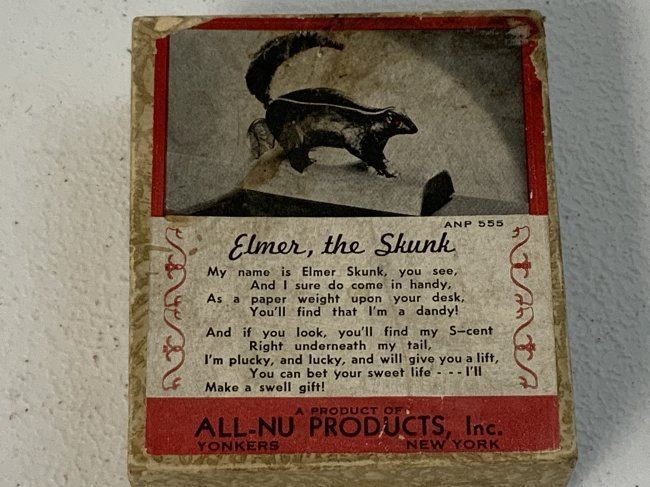 ANP 555
Elmer, the Skunk
My name is Elmer Skunk, you see,
And I sure do come in handy,
As a paper weight upon your desk,
You'll find that I'm a dandy!
And if you look, you'll find my S—cent
Right underneath my tail,
I'm plucky, and lucky, and will give you a lift,
You can bet your sweet life - - - I'll
Make a swell gift!
A PRODUCT OF
ALL-NU PRODUCTS, Inc.
YONKERS NEW YORK